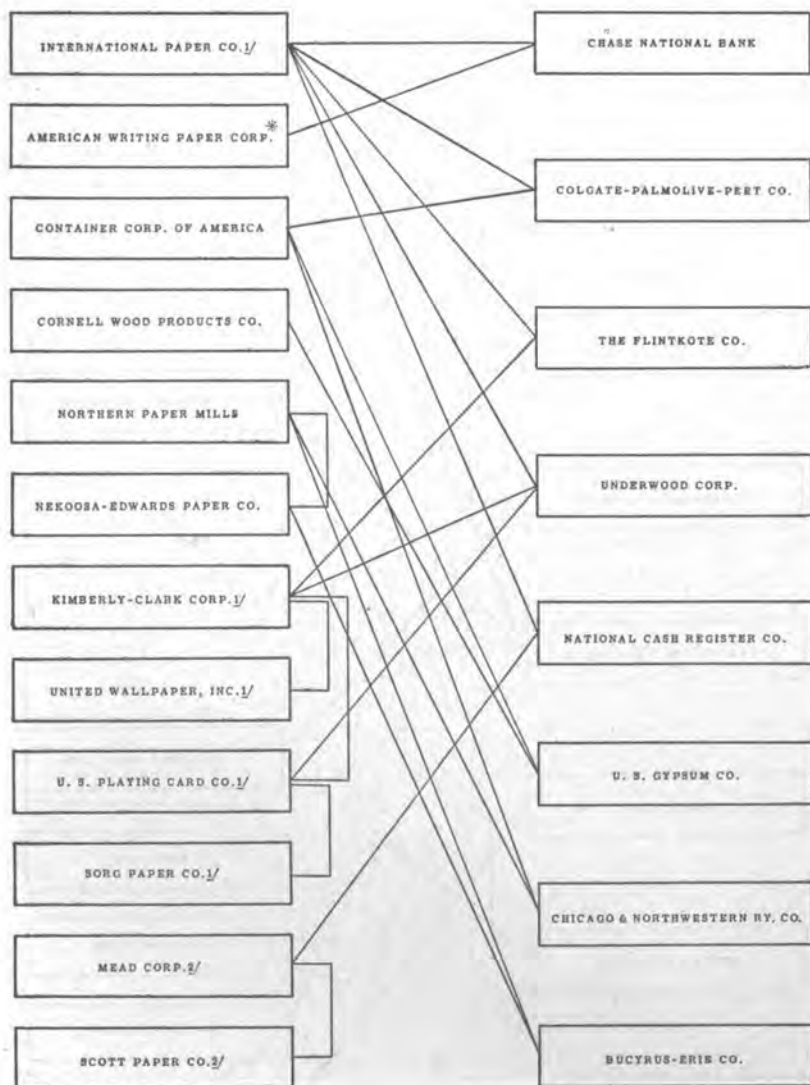 INTERNATIONAL PAPER CO.1/
AMERICAN WRITING PAPER CORP.*
CONTAINER CORP. OF AMERICA
CORNELL WOOD PRODUCTS CO.
NORTHERN PAPER MILLS
NEKOOSA-EDWARDS PAPER CO.
KIMBERLY-CLARK CORP.1/
UNITED WALLPAPER, INC.1/
U. S. PLAYING CARD CO.1/
BORG PAPER CO.1/
MEAD CORP.2/
SCOTT PAPER CO.2/
CHASE NATIONAL BANK
COLGATE-PALMOLIVE-PEET CO.
THE FLINTKOTE CO.
UNDERWOOD CORP.
NATIONAL CASH REGISTER CO.
U. S. GYPSUM CO.
CHICAGO & NORTHWESTERN RY. CO.
BUCYRUS-ERIE CO.